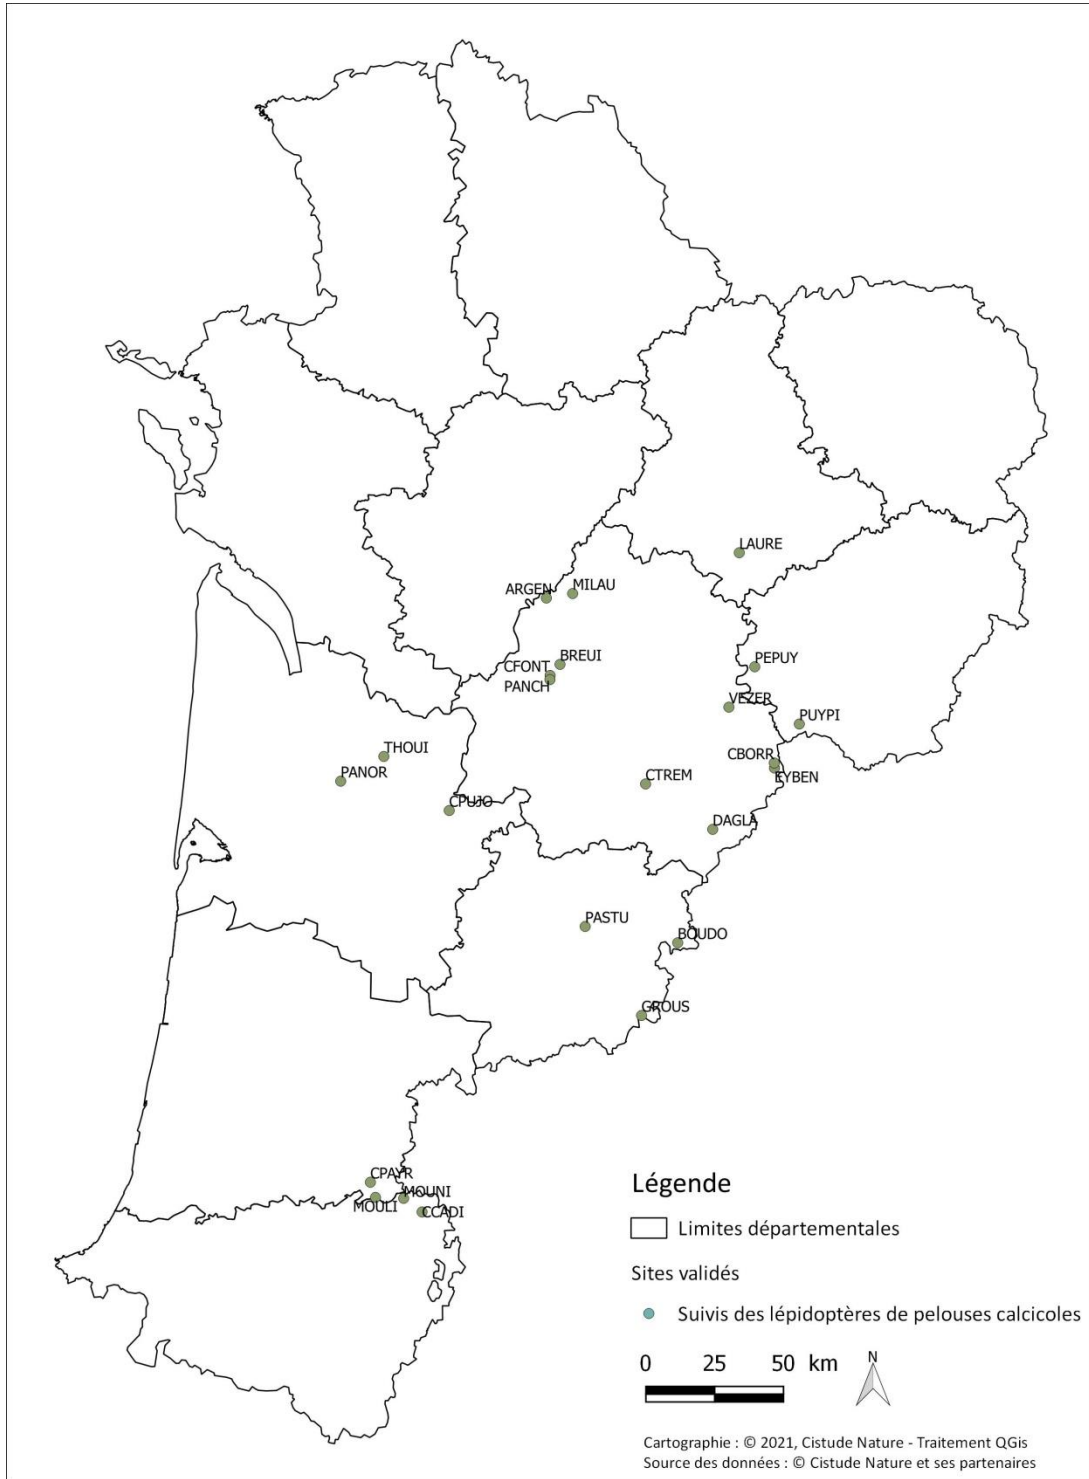 LAURE
ARGEN
MILAU
BREUI
CFONT
PANCH
PEPUY
VEZER
PUYPI
THOUI
PANOR
CBORR
EYBEN
CTREM
CPUJO
DAGLA
PASTU
BOUDO
GROUS
CPAYR
MOUNI
MOULI
CCADI
Légende
Limites départementales
Sites validés
Suivis des lépidoptères de pelouses calcicoles
0 25 50 km
N
Cartographie : © 2021, Cistude Nature - Traitement QGis
Source des données : © Cistude Nature et ses partenaires